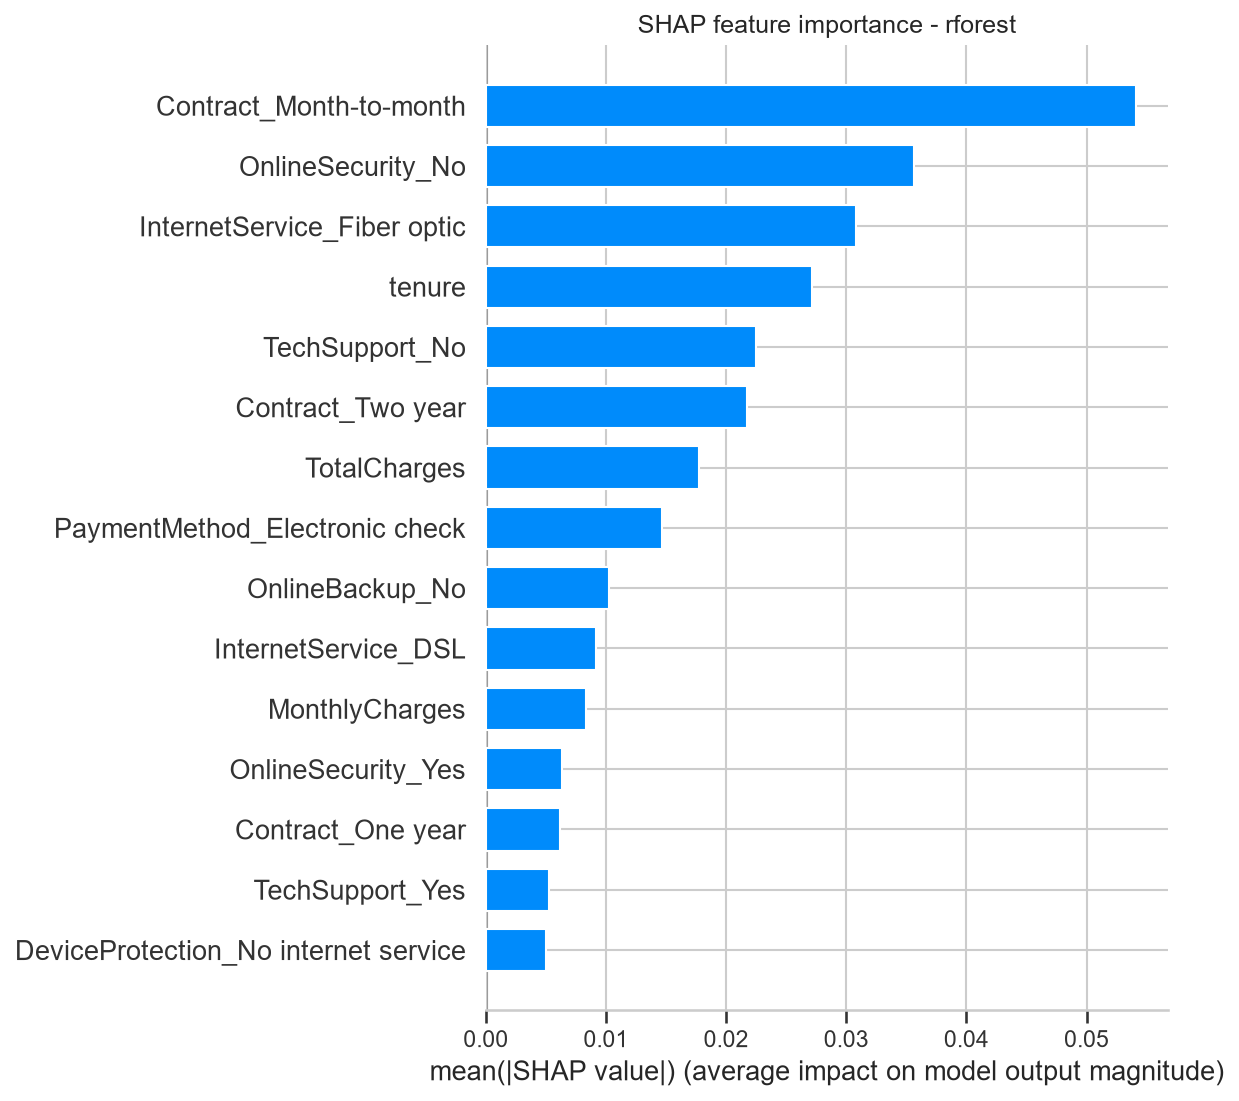 SHAP feature importance - rforest
Contract_Month-to-month
OnlineSecurity_No
InternetService_Fiber optic
tenure
TechSupport_No
Contract_Two year
TotalCharges
PaymentMethod_Electronic check
OnlineBackup_No
InternetService_DSL
MonthlyCharges
OnlineSecurity_Yes
Contract_One year
TechSupport_Yes
DeviceProtection_No internet service
0.00 0.01 0.02 0.03 0.04 0.05
mean(|SHAP value|) (average impact on model output magnitude)